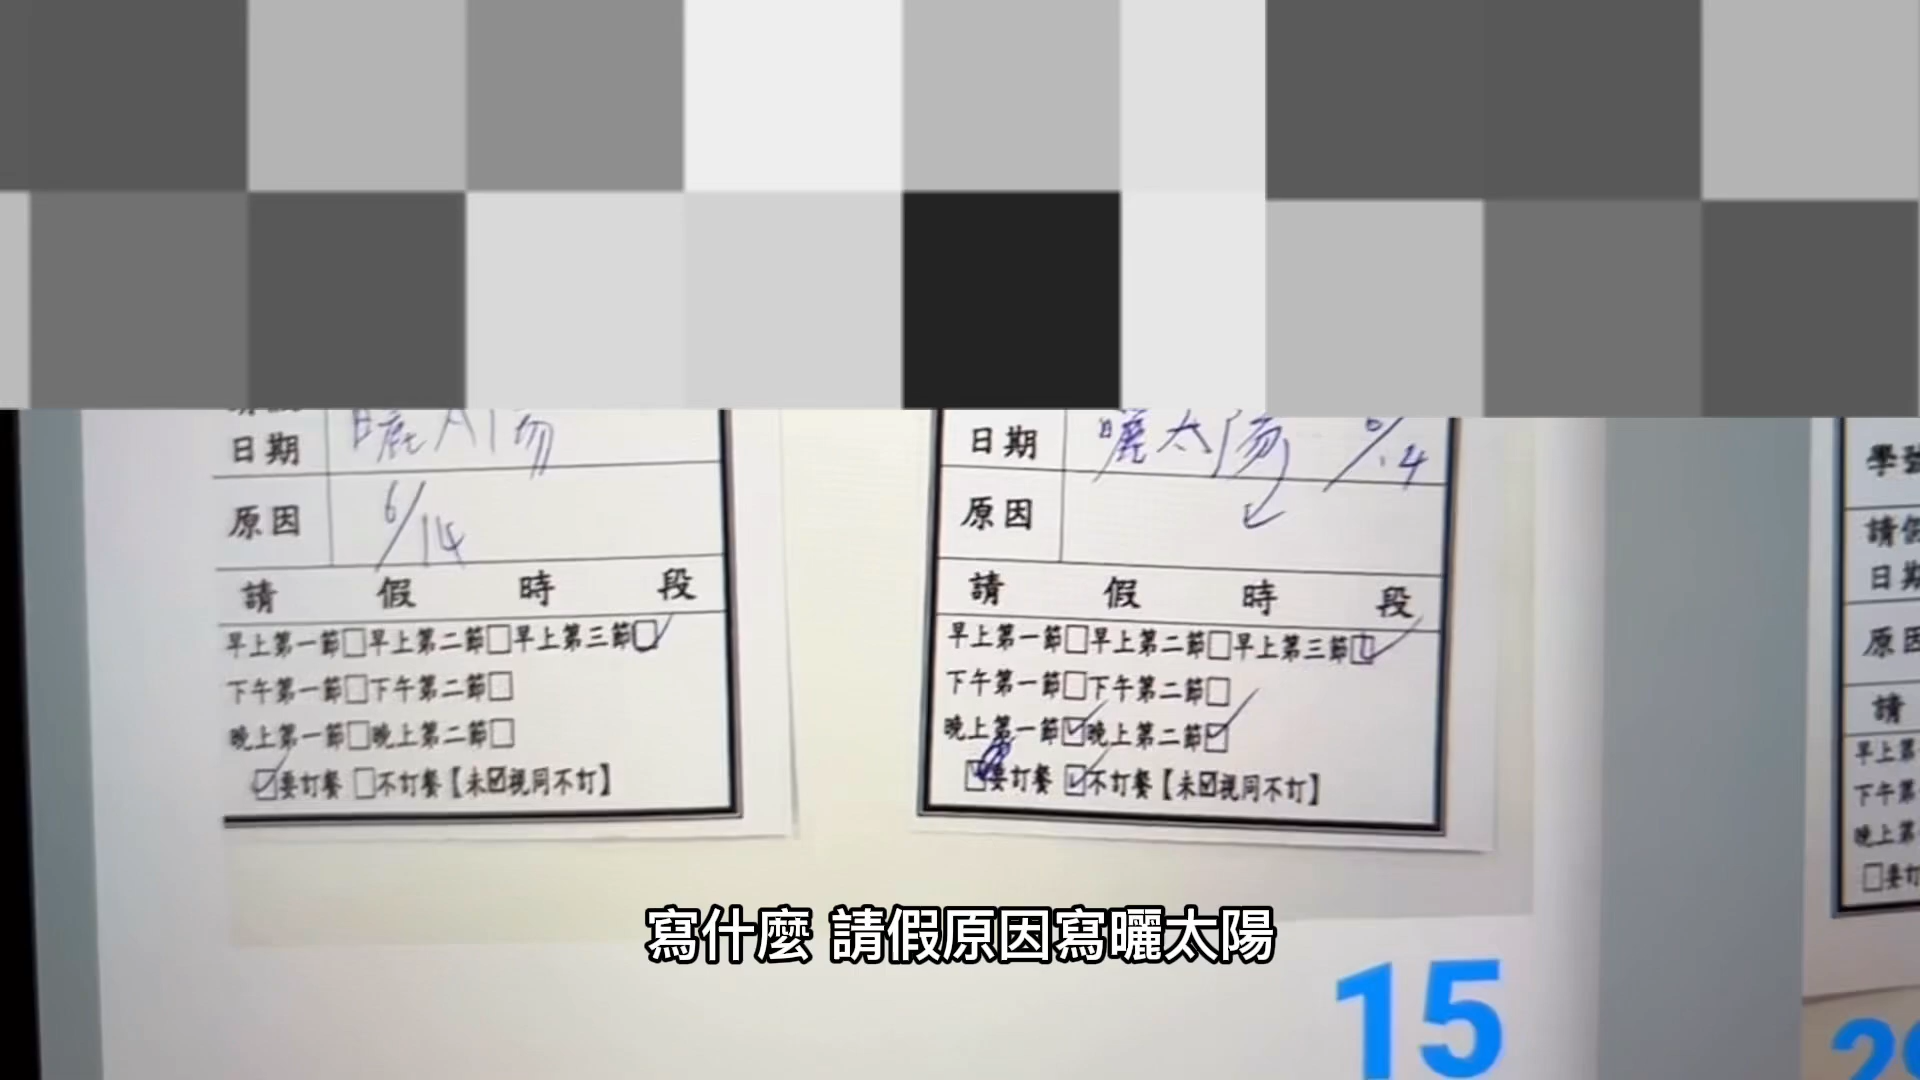 日期 曬太陽
原因 6/14
請假時段
早上第一節□早上第二節□早上第三節☑
下午第一節□下午第二節□
晚上第一節□晚上第二節□
☑要訂餐 □不訂餐【未☑視同不訂】
日期 曬太陽 6/14
原因
請假時段
早上第一節□早上第二節□早上第三節☑
下午第一節□下午第二節□
晚上第一節☑晚上第二節☑
☑要訂餐 ☑不訂餐【未☑視同不訂】
學
請假
日期
原因
請
早上第
下午第
晚上第
□要訂
寫什麼 請假原因寫曬太陽
15
29